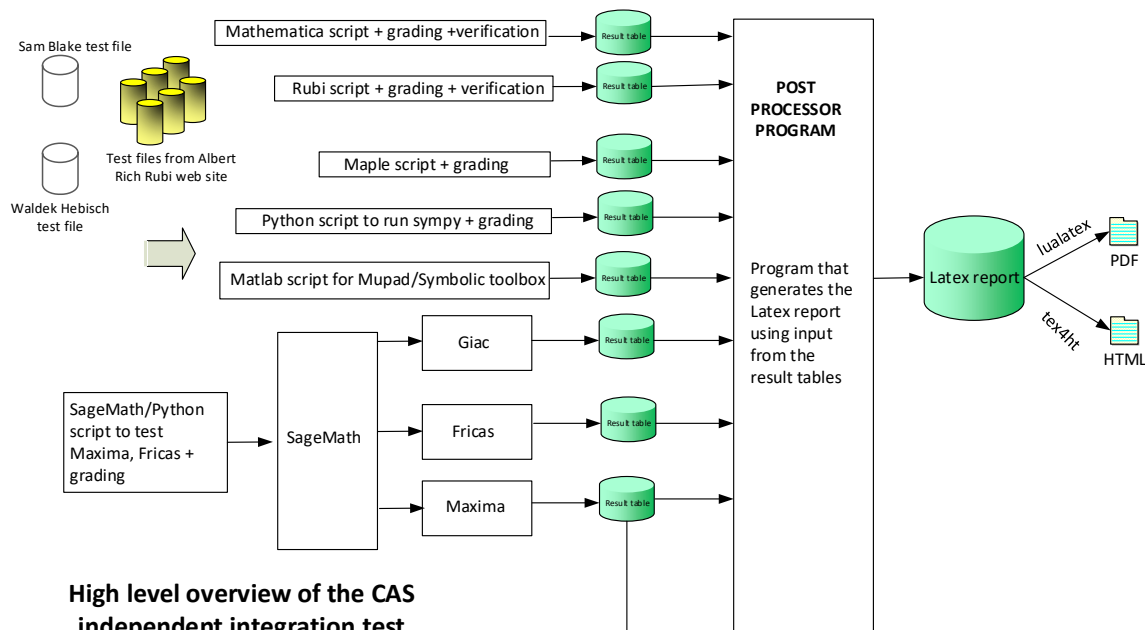 Sam Blake test file
Test files from Albert
Rich Rubi web site
Waldek Hebisch
test file
Mathematica script + grading +verification
Result table
Rubi script + grading + verification
Result table
Maple script + grading
Result table
Python script to run sympy + grading
Result table
Matlab script for Mupad/Symbolic toolbox
Result table
SageMath/Python
script to test
Maxima, Fricas +
grading
SageMath
Giac
Result table
Fricas
Result table
Maxima
Result table
POST
PROCESSOR
PROGRAM
Program that
generates the
Latex report
using input
from the
result tables
Latex report
lualatex
PDF
tex4ht
HTML
High level overview of the CAS
independent integration test